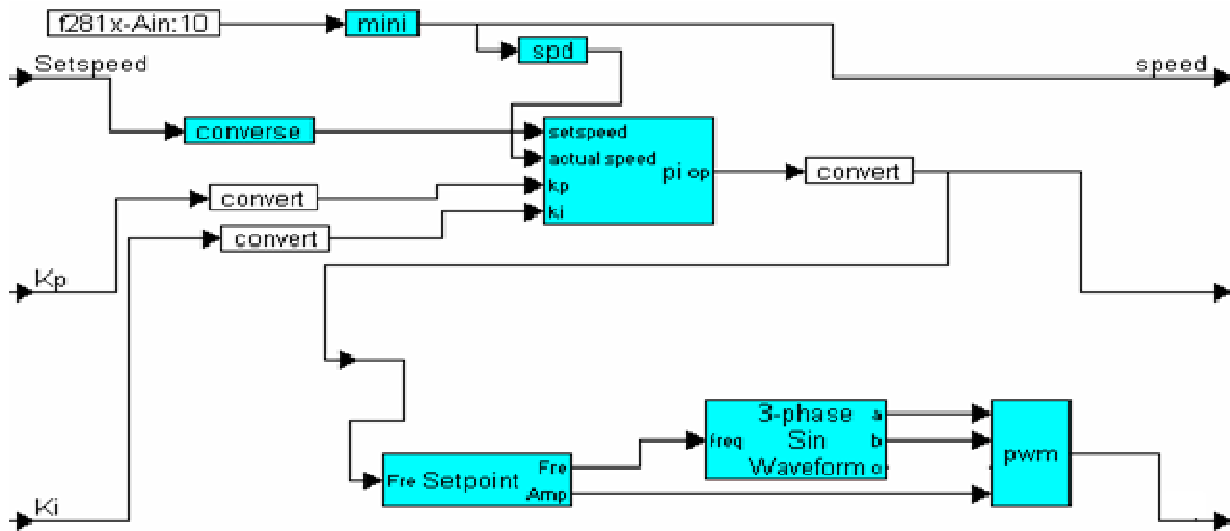 f281x-Ain:10
mini
spd
Setspeed
speed
converse
setspeed
actual speed
kp
ki
pi op
convert
convert
convert
Kp
Ki
Fre Setpoint
Fre
Amp
3-phase
Sin
Waveform
freq
a
b
c
pwm